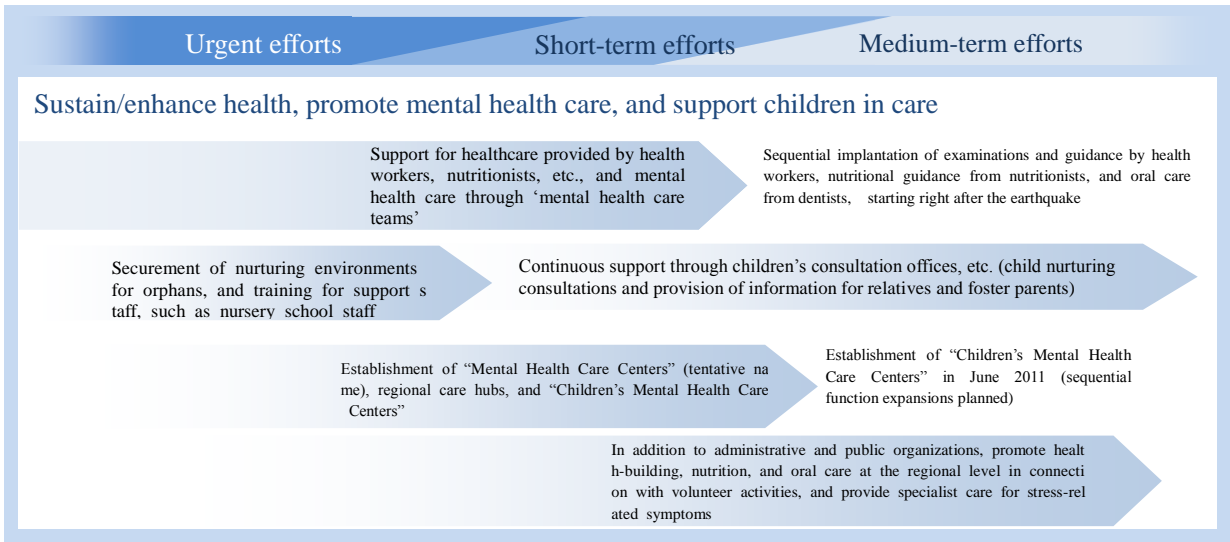 Urgent efforts
Short-term efforts
Medium-term efforts
Sustain/enhance health, promote mental health care, and support children in care
Support for healthcare provided by health
workers, nutritionists, etc., and mental
health care through ‘mental health care
teams’
Sequential implantation of examinations and guidance by health
workers, nutritional guidance from nutritionists, and oral care
from dentists, starting right after the earthquake
Securement of nurturing environments
for orphans, and training for support s
taff, such as nursery school staff
Continuous support through children’s consultation offices, etc. (child nurturing
consultations and provision of information for relatives and foster parents)
Establishment of “Mental Health Care Centers” (tentative na
me), regional care hubs, and “Children’s Mental Health Care
Centers”
Establishment of “Children’s Mental Health
Care Centers” in June 2011 (sequential
function expansions planned)
In addition to administrative and public organizations, promote healt
h-building, nutrition, and oral care at the regional level in connecti
on with volunteer activities, and provide specialist care for stress-rel
ated symptoms